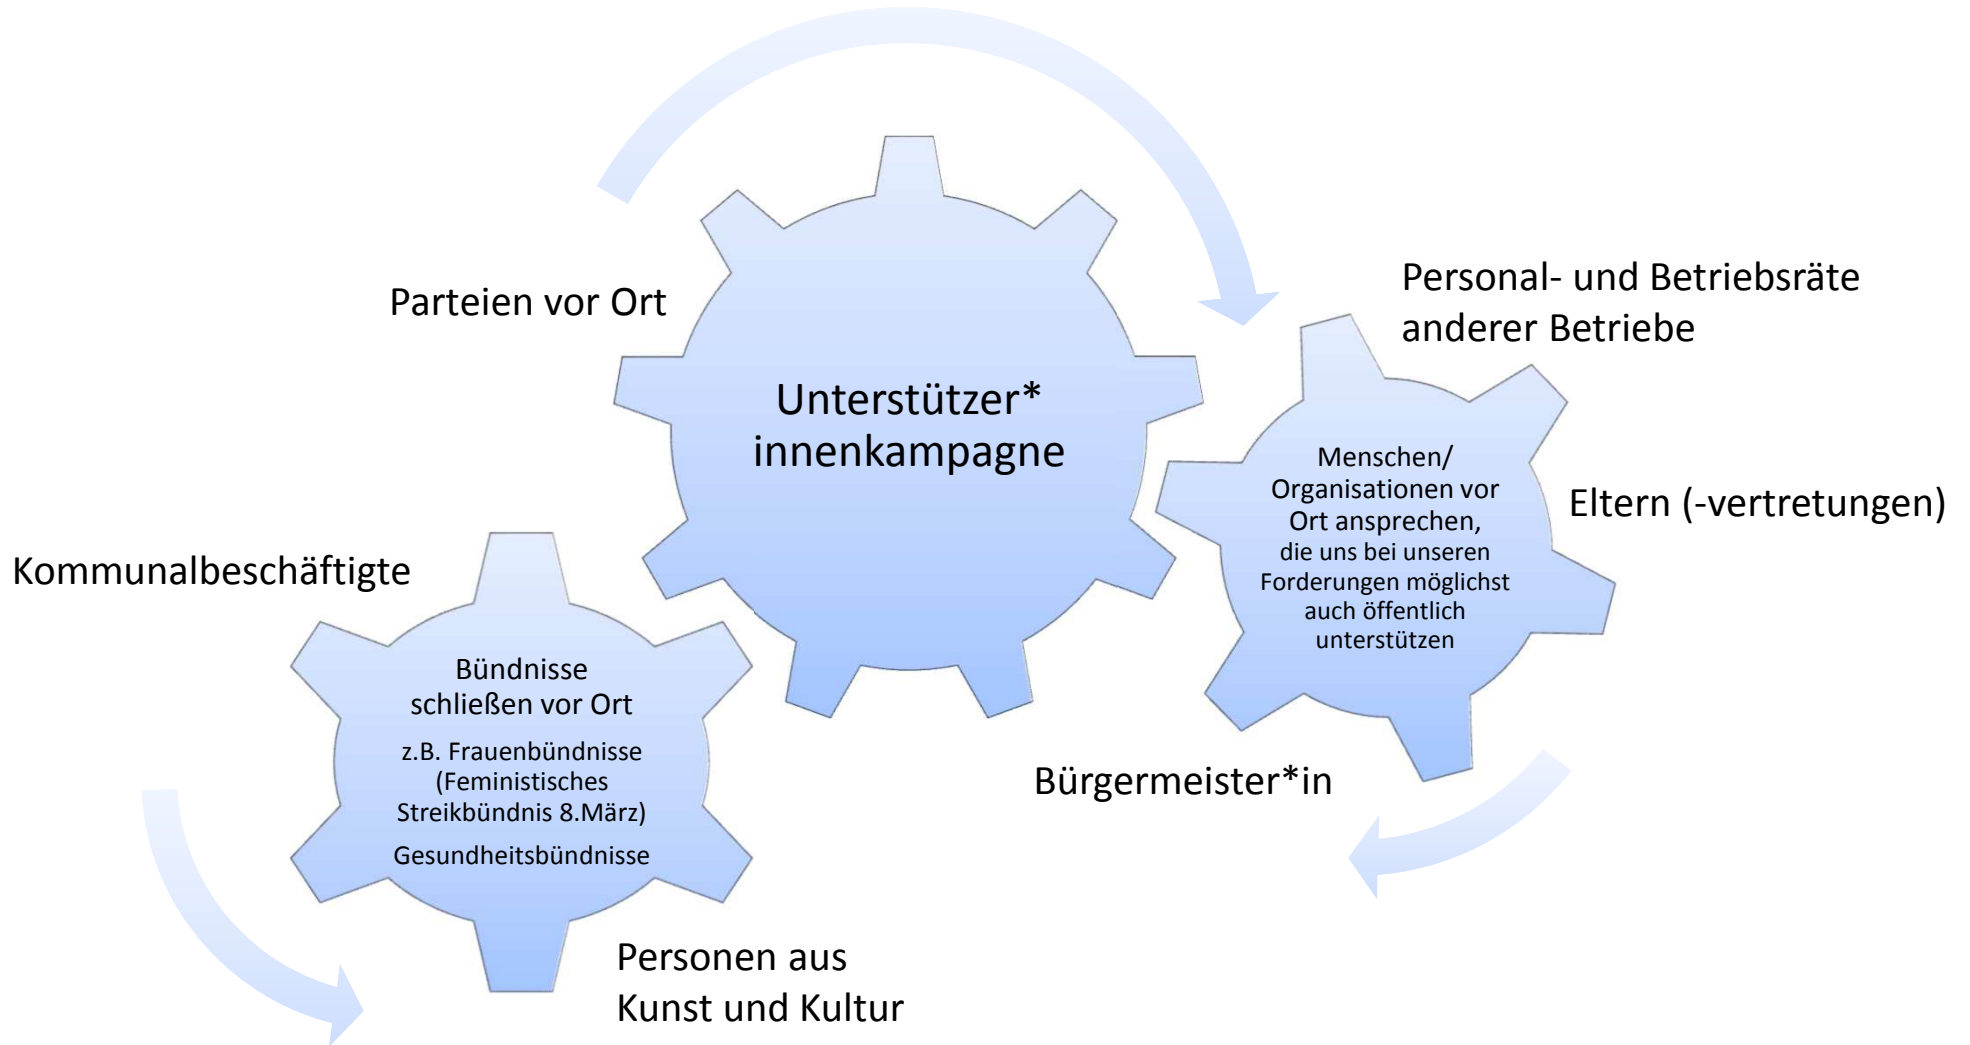 Parteien vor Ort
Unterstützer*
innenkampagne
Personal- und Betriebsräte
anderer Betriebe
Menschen/
Organisationen vor
Ort ansprechen,
die uns bei unseren
Forderungen möglichst
auch öffentlich
unterstützen
Eltern (-vertretungen)
Kommunalbeschäftigte
Bündnisse
schließen vor Ort
z.B. Frauenbündnisse
(Feministisches
Streikbündnis 8.März)
Gesundheitsbündnisse
Bürgermeister*in
Personen aus
Kunst und Kultur